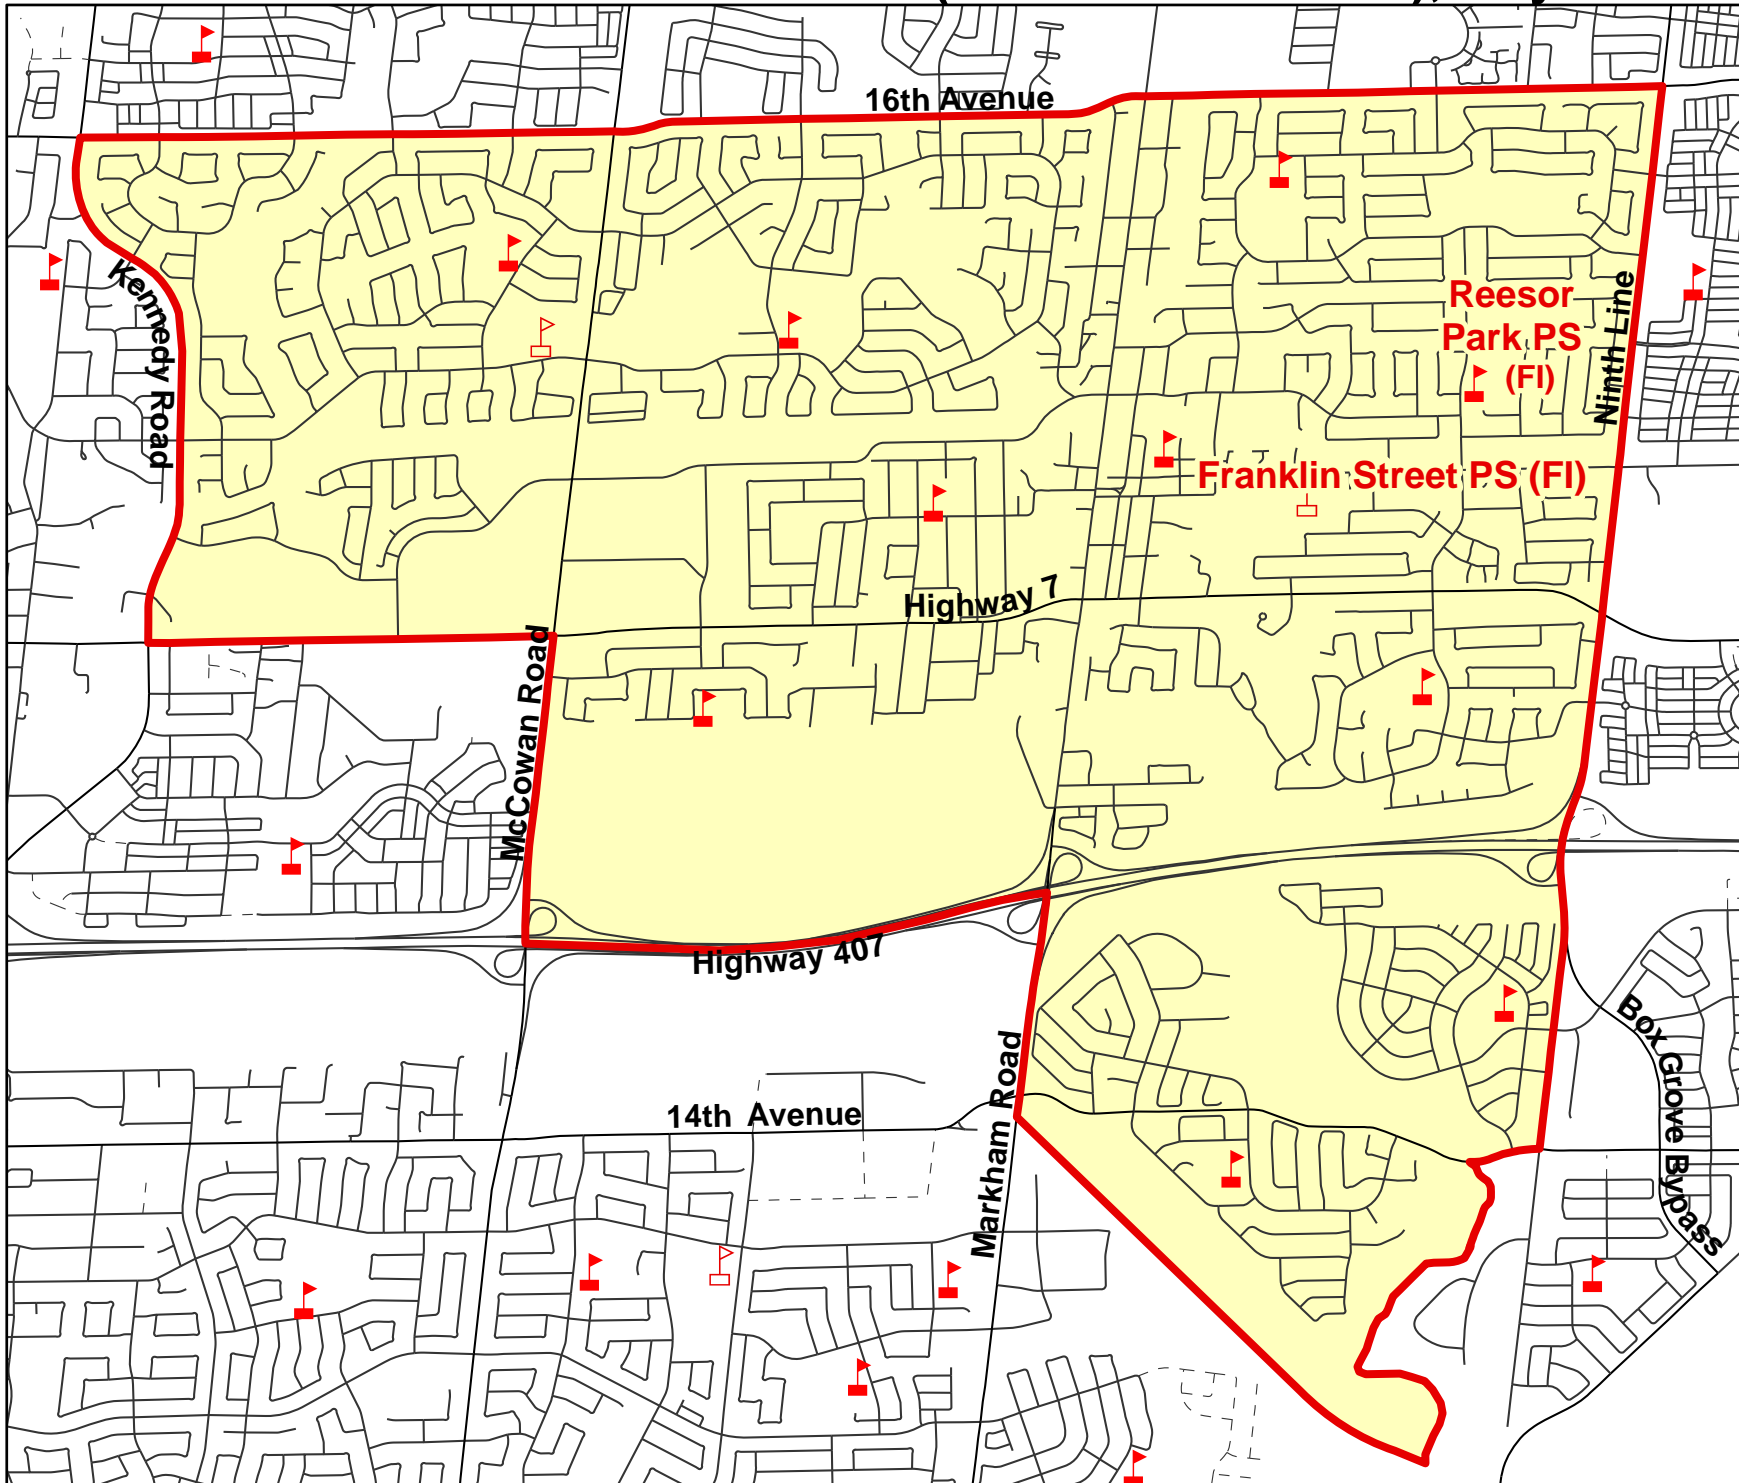 16th Avenue
Kennedy Road
Reesor
Park PS
(FI)
Ninth Line
Franklin Street PS (FI)
Highway 7
McCowan Road
Highway 407
Markham Road
14th Avenue
Box Grove Bypass